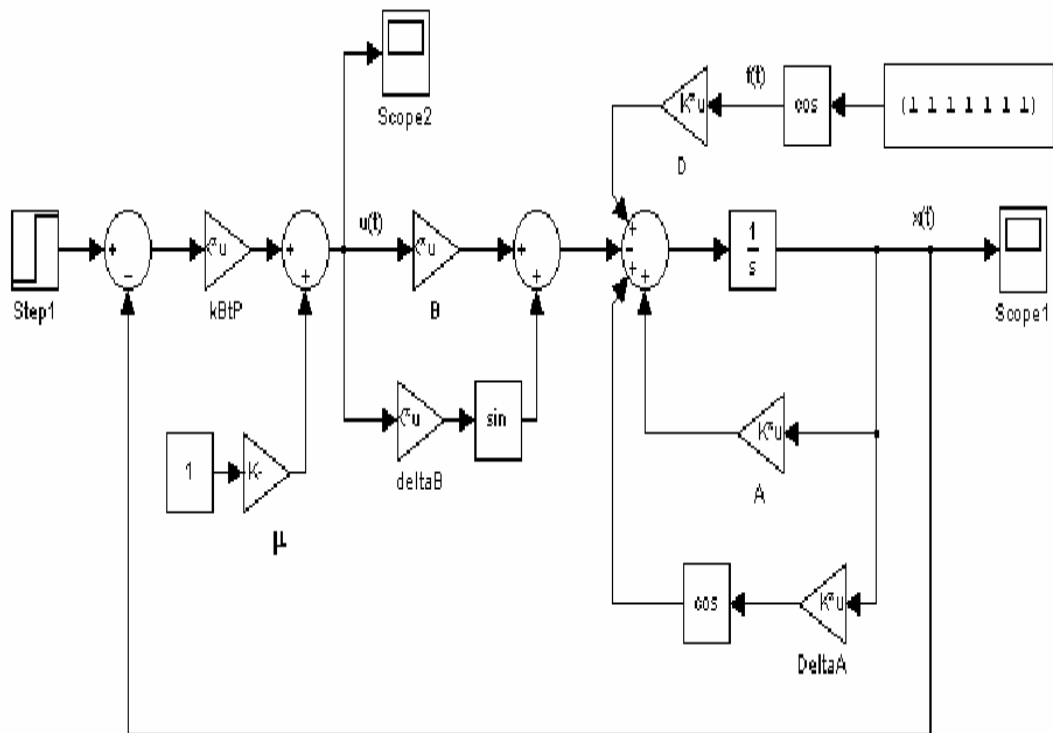 Scope2
f(t)
cos
(1 1 1 1 1 1 1)
K*u
D
Step1
+
−
kBtP
+
+
u(t)
B
+
+
+
-
+
+
1
s
x(t)
Scope1
deltaB
sin
K*u
A
1
K-
μ
cos
K*u
DeltaA